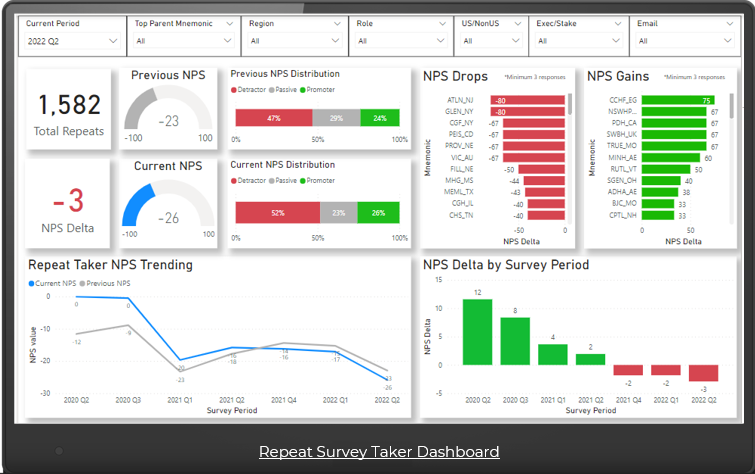 Current Period
2022 Q2
Top Parent Mnemonic
All
Region
All
Role
All
US/NonUS
All
Exec/Stake
All
Email
All
1,582
Total Repeats
Previous NPS
-23
-100
100
Previous NPS Distribution
Detractor Passive Promoter
47% 29% 24%
0% 50% 100%
-3
NPS Delta
Current NPS
-26
-100
100
Current NPS Distribution
Detractor Passive Promoter
52% 23% 26%
0% 50% 100%
NPS Drops
*Minimum 3 responses
Mnemonic
ATLN_NJ -80
GLEN_NY -80
CGF_NY -67
PEIS_CD -67
PROV_NE -67
VIC_AU -67
FILL_NE -50
MHG_MS -44
MEML_TX -43
CGH_IL -40
CHS_TN -40
-50 0
NPS Delta
NPS Gains
*Minimum 3 responses
Mnemonic
CCHF_EG 75
NSWHP... 67
PDH_CA 67
SWBH_UK 67
TRUE_MO 67
MINH_AE 60
RUTL_VT 50
SGEN_OH 40
ADHA_AE 38
BJC_MO 33
CPTL_NH 33
0 50
NPS Delta
Repeat Taker NPS Trending
Current NPS Previous NPS
NPS value
0
-10
-20
-30
0
-12
0
-9
-20
-23
-16
-18
-14
-16
-17
-23
-26
2020 Q2 2020 Q3 2021 Q1 2021 Q2 2021 Q4 2022 Q1 2022 Q2
Survey Period
NPS Delta by Survey Period
NPS Delta
15
10
5
0
-5
12
8
4
2
-2
-2
-3
2020 Q2 2020 Q3 2021 Q1 2021 Q2 2021 Q4 2022 Q1 2022 Q2
Survey Period
Repeat Survey Taker Dashboard